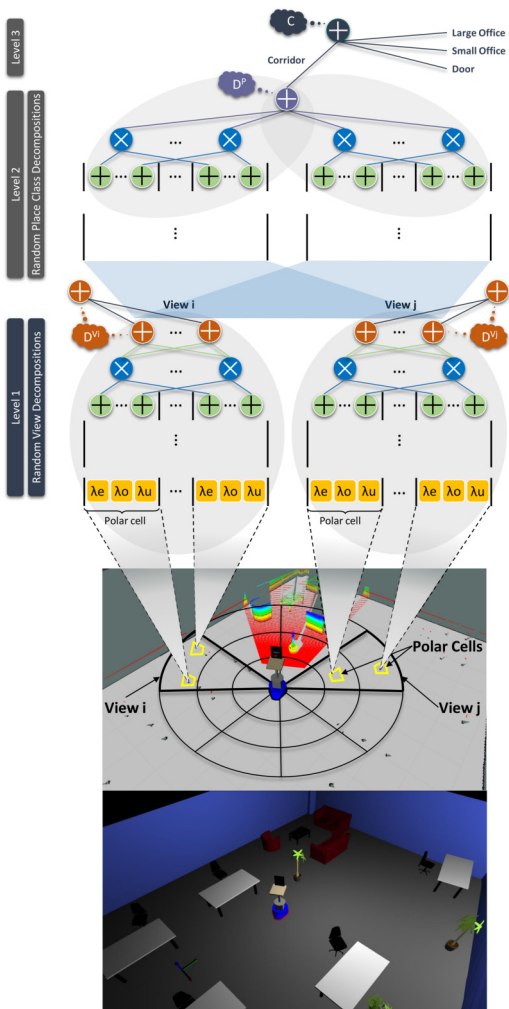 Level 3
C
Large Office
Small Office
Door
Corridor
D^P
Level 2
Random Place Class Decompositions
... ...
... ... ... ... ... ...
⋮ ⋮
View i View j
D^Vi ... ... D^Vj
Level 1
Random View Decompositions
... ...
... ... ... ... ... ...
⋮ ⋮
λe λo λu ... λe λo λu λe λo λu ... λe λo λu
Polar cell Polar cell
Polar Cells
View i View j